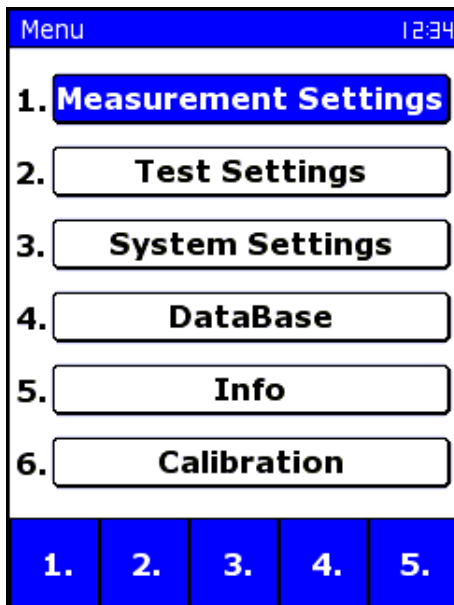 Menu 12:34
1. Measurement Settings
2. Test Settings
3. System Settings
4. DataBase
5. Info
6. Calibration
1. 2. 3. 4. 5.